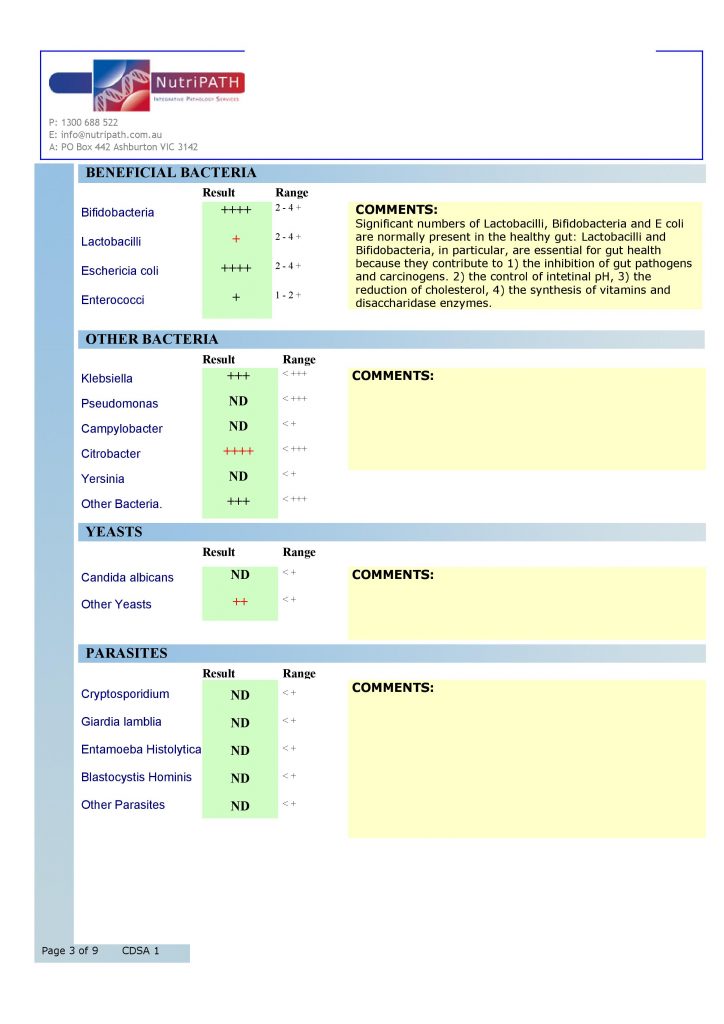 NutriPATH
INTEGRATIVE PATHOLOGY SERVICES
P: 1300 688 522
E: info@nutripath.com.au
A: PO Box 442 Ashburton VIC 3142
BENEFICIAL BACTERIA
Result Range
Bifidobacteria ++++ 2 - 4 +
Lactobacilli + 2 - 4 +
Eschericia coli ++++ 2 - 4 +
Enterococci + 1 - 2 +
COMMENTS:
Significant numbers of Lactobacilli, Bifidobacteria and E coli
are normally present in the healthy gut: Lactobacilli and
Bifidobacteria, in particular, are essential for gut health
because they contribute to 1) the inhibition of gut pathogens
and carcinogens. 2) the control of intetinal pH, 3) the
reduction of cholesterol, 4) the synthesis of vitamins and
disaccharidase enzymes.
OTHER BACTERIA
Result Range
Klebsiella +++ < +++
Pseudomonas ND < +++
Campylobacter ND < +
Citrobacter ++++ < +++
Yersinia ND < +
Other Bacteria. +++ < +++
COMMENTS:
YEASTS
Result Range
Candida albicans ND < +
Other Yeasts ++ < +
COMMENTS:
PARASITES
Result Range
Cryptosporidium ND < +
Giardia lamblia ND < +
Entamoeba Histolytica ND < +
Blastocystis Hominis ND < +
Other Parasites ND < +
COMMENTS:
Page 3 of 9 CDSA 1